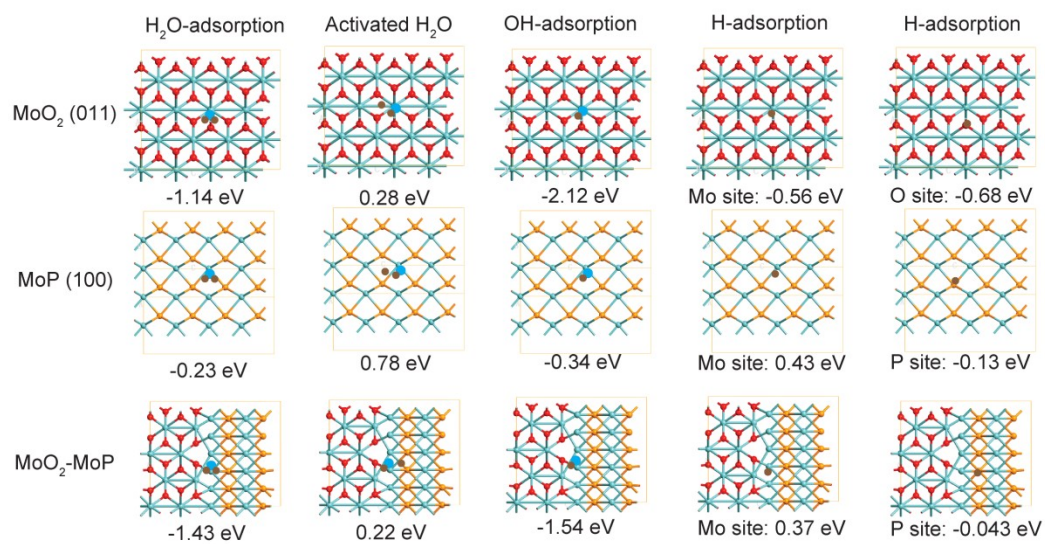 H₂O-adsorption Activated H₂O OH-adsorption H-adsorption H-adsorption
MoO₂ (011)
-1.14 eV 0.28 eV -2.12 eV Mo site: -0.56 eV O site: -0.68 eV
MoP (100)
-0.23 eV 0.78 eV -0.34 eV Mo site: 0.43 eV P site: -0.13 eV
MoO₂-MoP
-1.43 eV 0.22 eV -1.54 eV Mo site: 0.37 eV P site: -0.043 eV